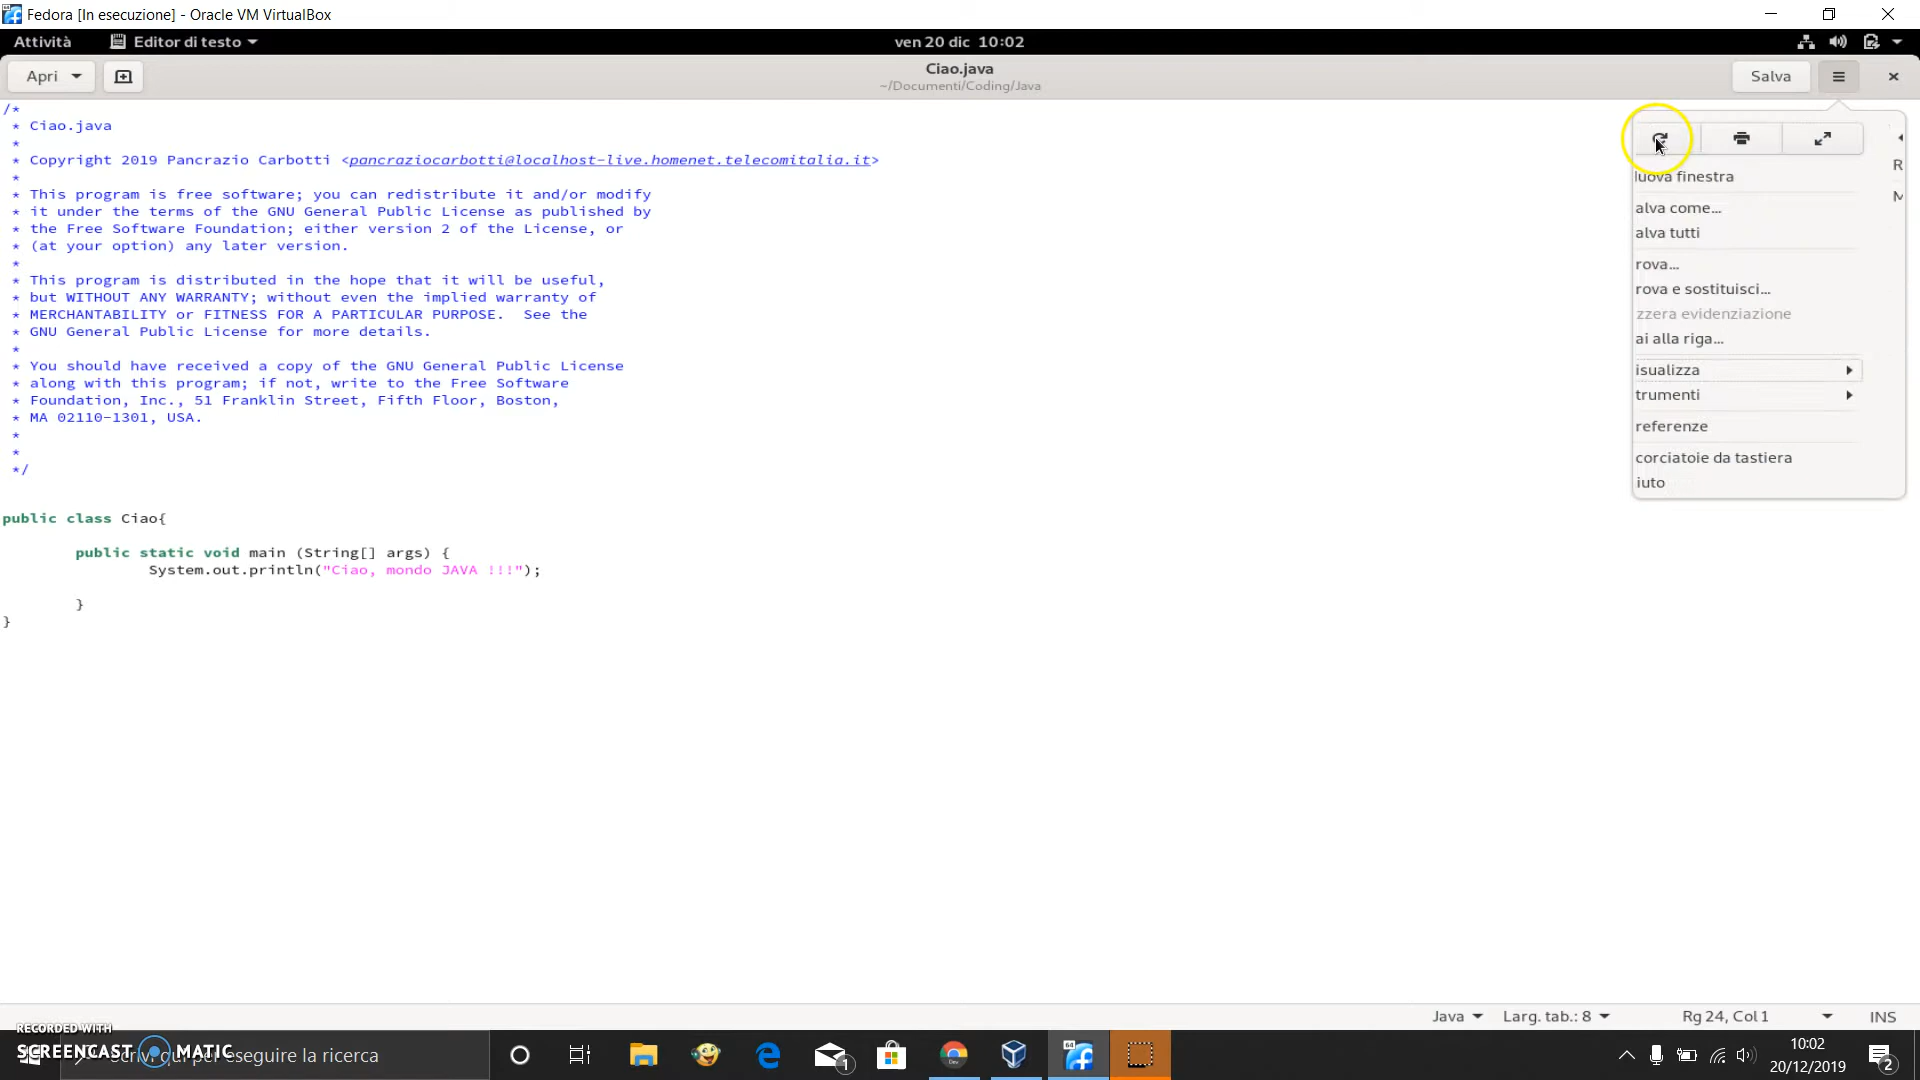 Fedora [In esecuzione] - Oracle VM VirtualBox
Attività Editor di testo ven 20 dic 10:02
Apri Ciao.java Salva
~/Documenti/Coding/Java
/*
* Ciao.java
*
* Copyright 2019 Pancrazio Carbotti <pancraziocarbotti@localhost-live.homenet.telecomitalia.it>
*
* This program is free software; you can redistribute it and/or modify
* it under the terms of the GNU General Public License as published by
* the Free Software Foundation; either version 2 of the License, or
* (at your option) any later version.
*
* This program is distributed in the hope that it will be useful,
* but WITHOUT ANY WARRANTY; without even the implied warranty of
* MERCHANTABILITY or FITNESS FOR A PARTICULAR PURPOSE.  See the
* GNU General Public License for more details.
*
* You should have received a copy of the GNU General Public License
* along with this program; if not, write to the Free Software
* Foundation, Inc., 51 Franklin Street, Fifth Floor, Boston,
* MA 02110-1301, USA.
*
*
*/
public class Ciao{
public static void main (String[] args) {
System.out.println("Ciao, mondo JAVA !!!");
}
}
R
M
uova finestra
alva come...
alva tutti
rova...
rova e sostituisci...
zzera evidenziazione
ai alla riga...
isualizza
trumenti
referenze
corciatoie da tastiera
iuto
Java Larg. tab.: 8 Rg 24, Col 1 INS
RECORDED WITH
SCREENCAST MATIC
qui per eseguire la ricerca
1
64
Dev
10:02
20/12/2019
2